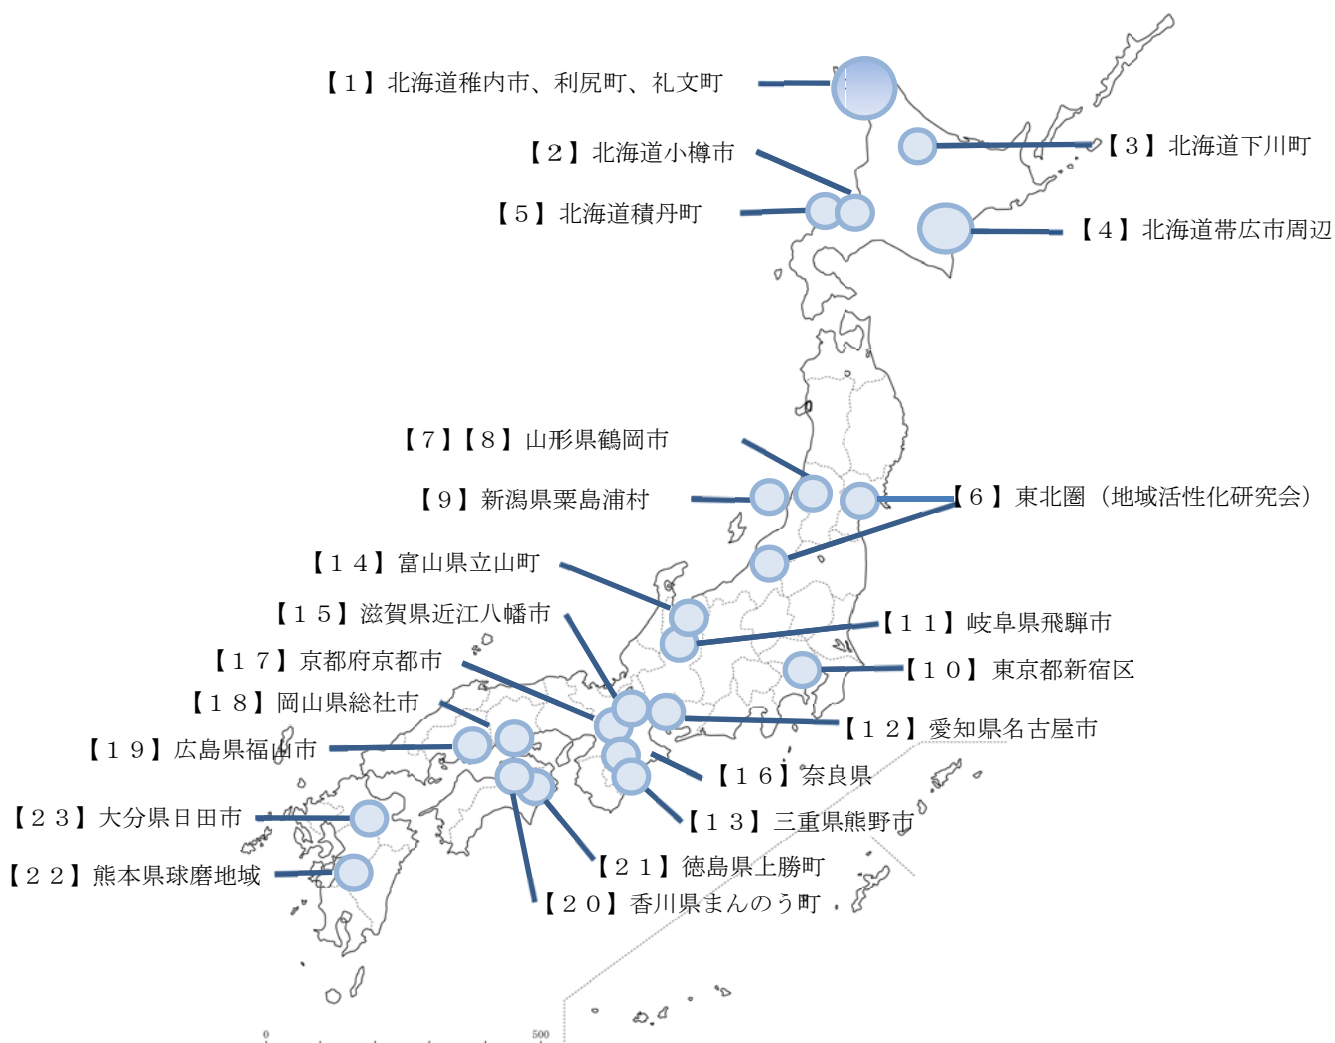 【1】北海道稚内市、利尻町、礼文町
【2】北海道小樽市
【3】北海道下川町
【5】北海道積丹町
【4】北海道帯広市周辺
【7】【8】山形県鶴岡市
【9】新潟県粟島浦村
【6】東北圏（地域活性化研究会）
【14】富山県立山町
【15】滋賀県近江八幡市
【11】岐阜県飛騨市
【17】京都府京都市
【10】東京都新宿区
【18】岡山県総社市
【12】愛知県名古屋市
【19】広島県福山市
【16】奈良県
【23】大分県日田市
【13】三重県熊野市
【21】徳島県上勝町
【22】熊本県球磨地域
【20】香川県まんのう町
0 500